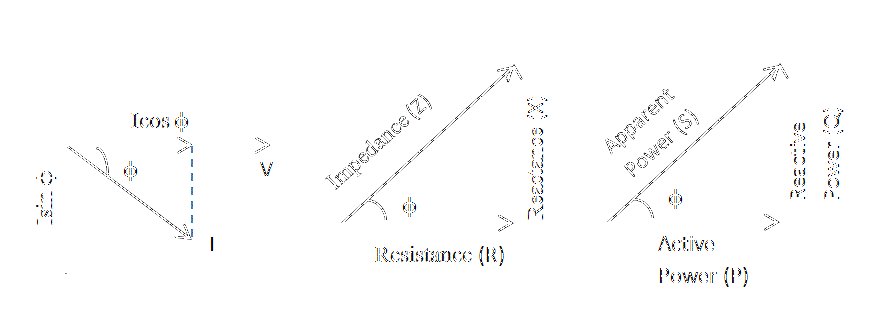 Icos ϕ
ϕ
V
Isin ϕ
I
Impedance (Z)
ϕ
Reactance (X)
Resistance (R)
Apparent
Power (S)
ϕ
Reactive
Power (Q)
Active
Power (P)